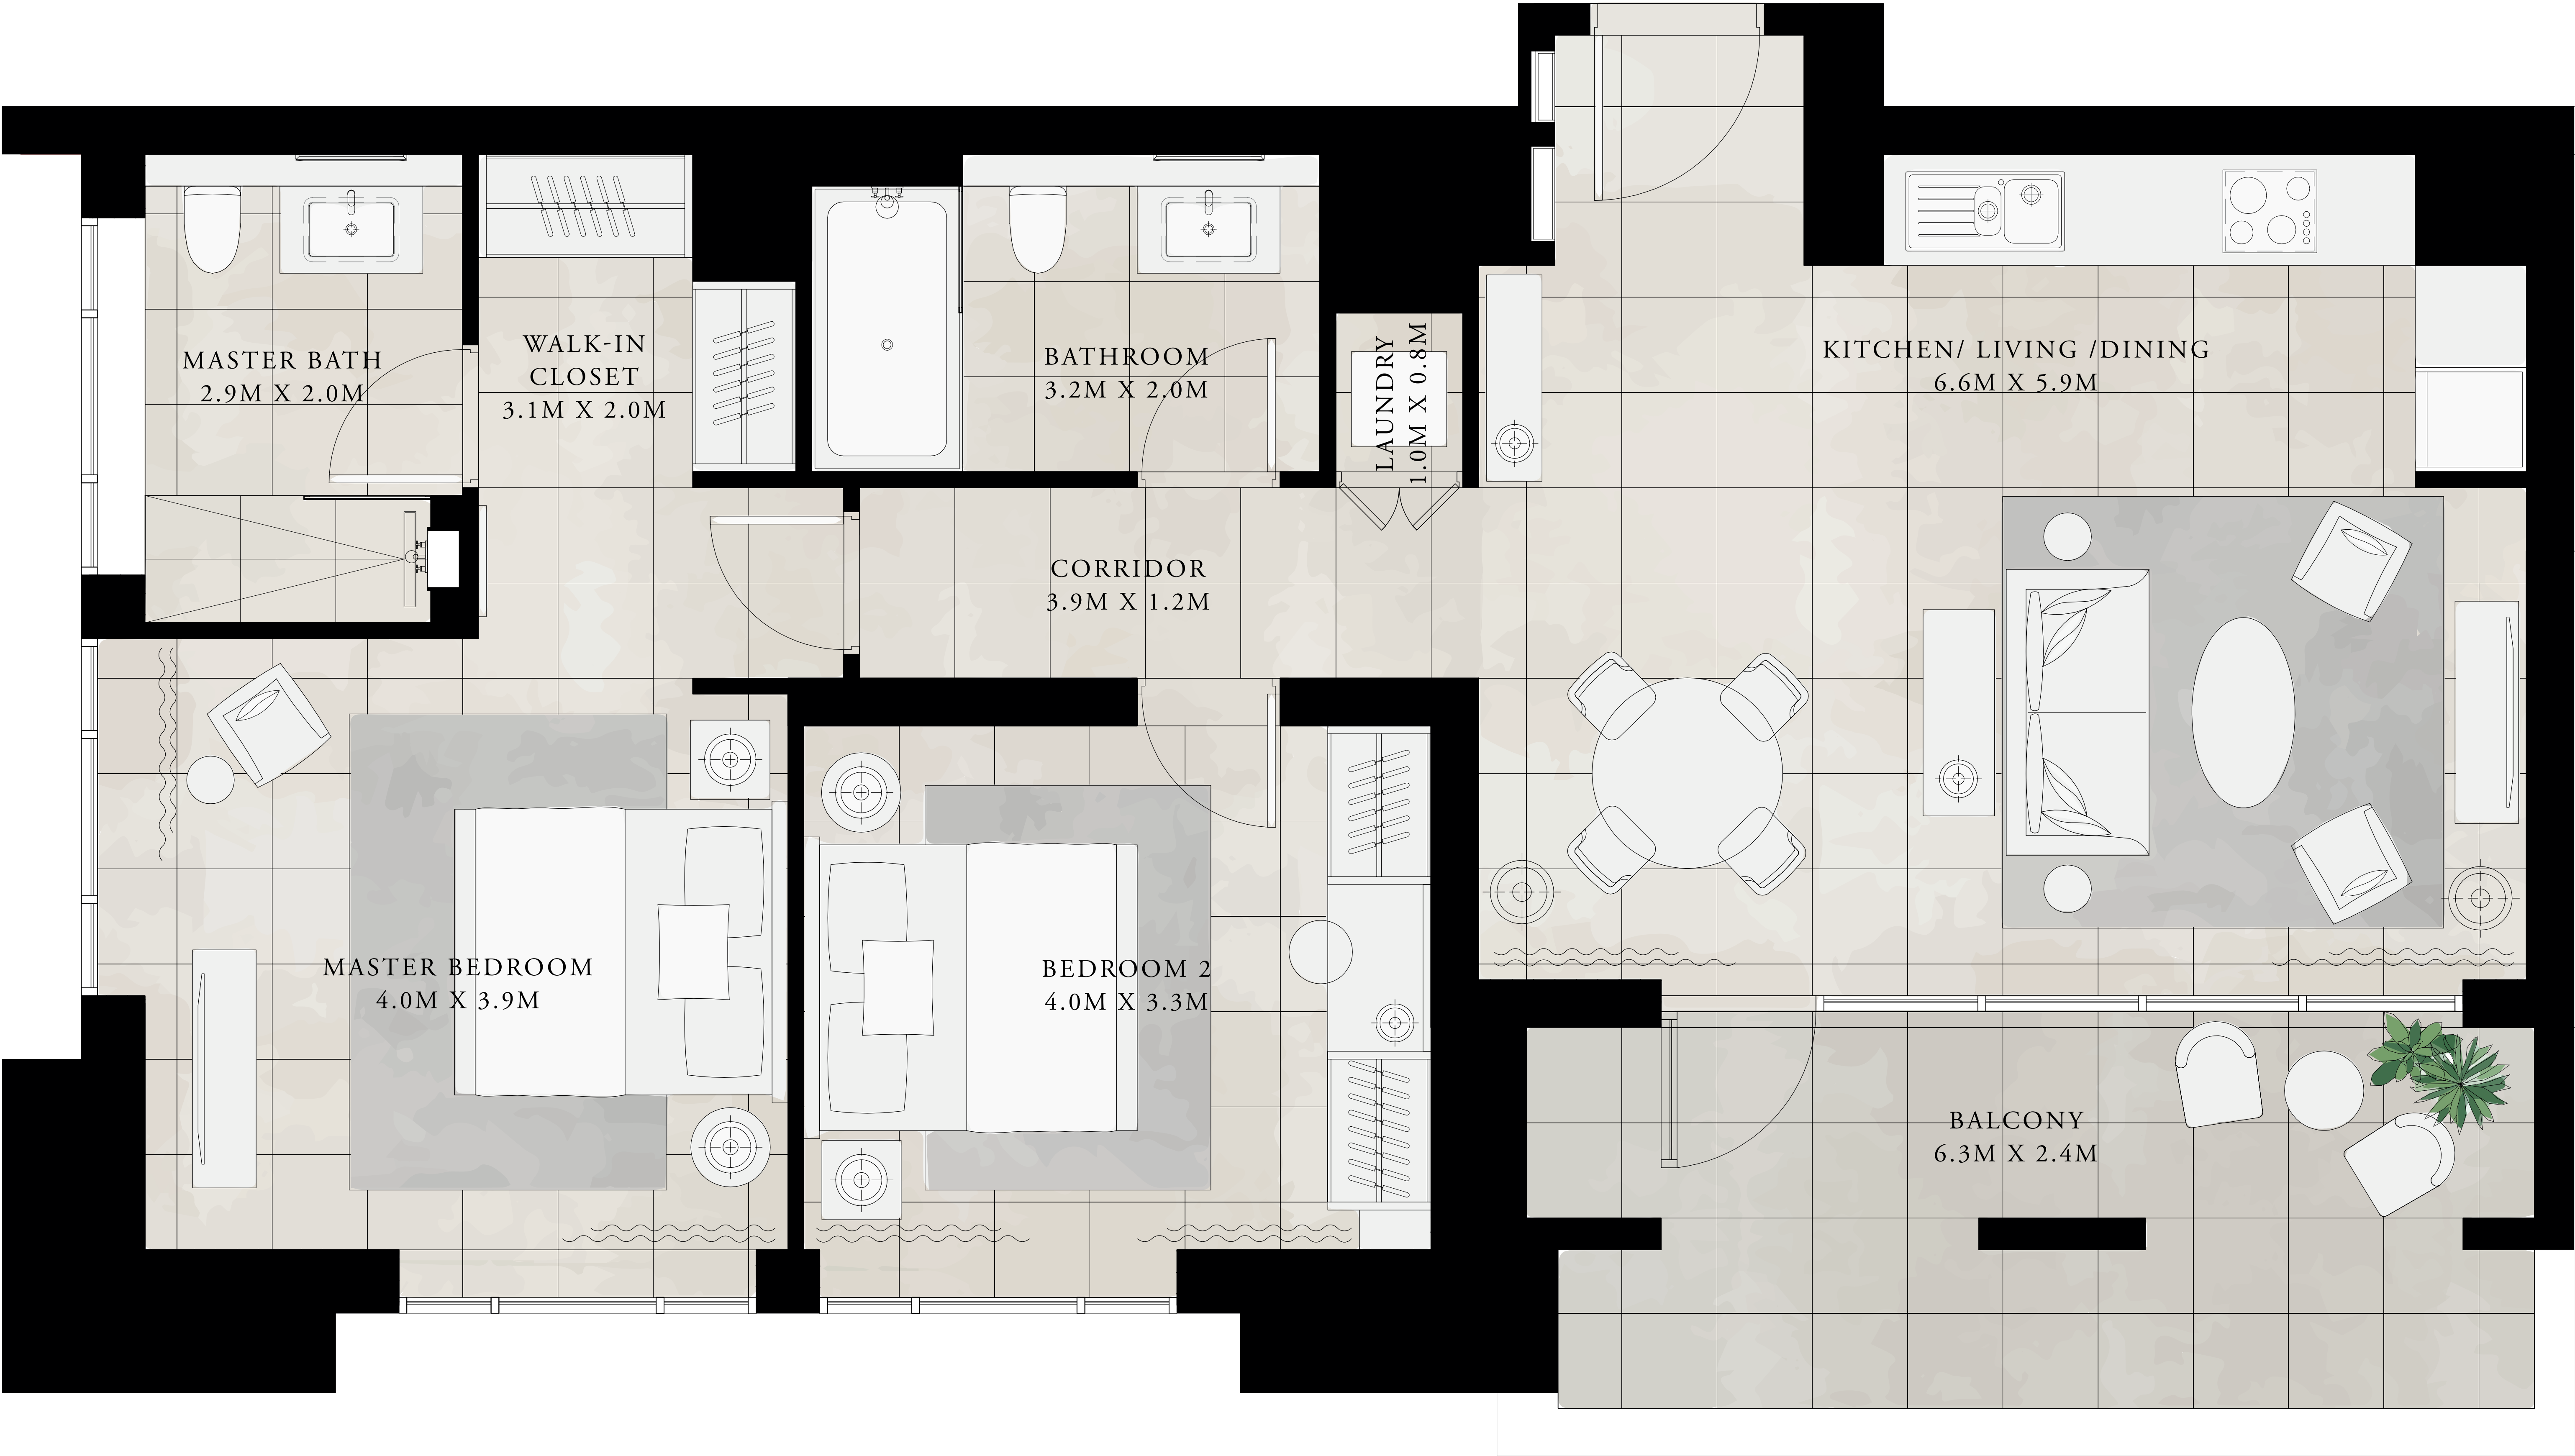 MASTER BATH
2.9M X 2.0M
WALK-IN
CLOSET
3.1M X 2.0M
BATHROOM
3.2M X 2.0M
LAUNDRY
1.0M X 0.8M
KITCHEN/ LIVING /DINING
6.6M X 5.9M
CORRIDOR
3.9M X 1.2M
MASTER BEDROOM
4.0M X 3.9M
BEDROOM 2
4.0M X 3.3M
BALCONY
6.3M X 2.4M